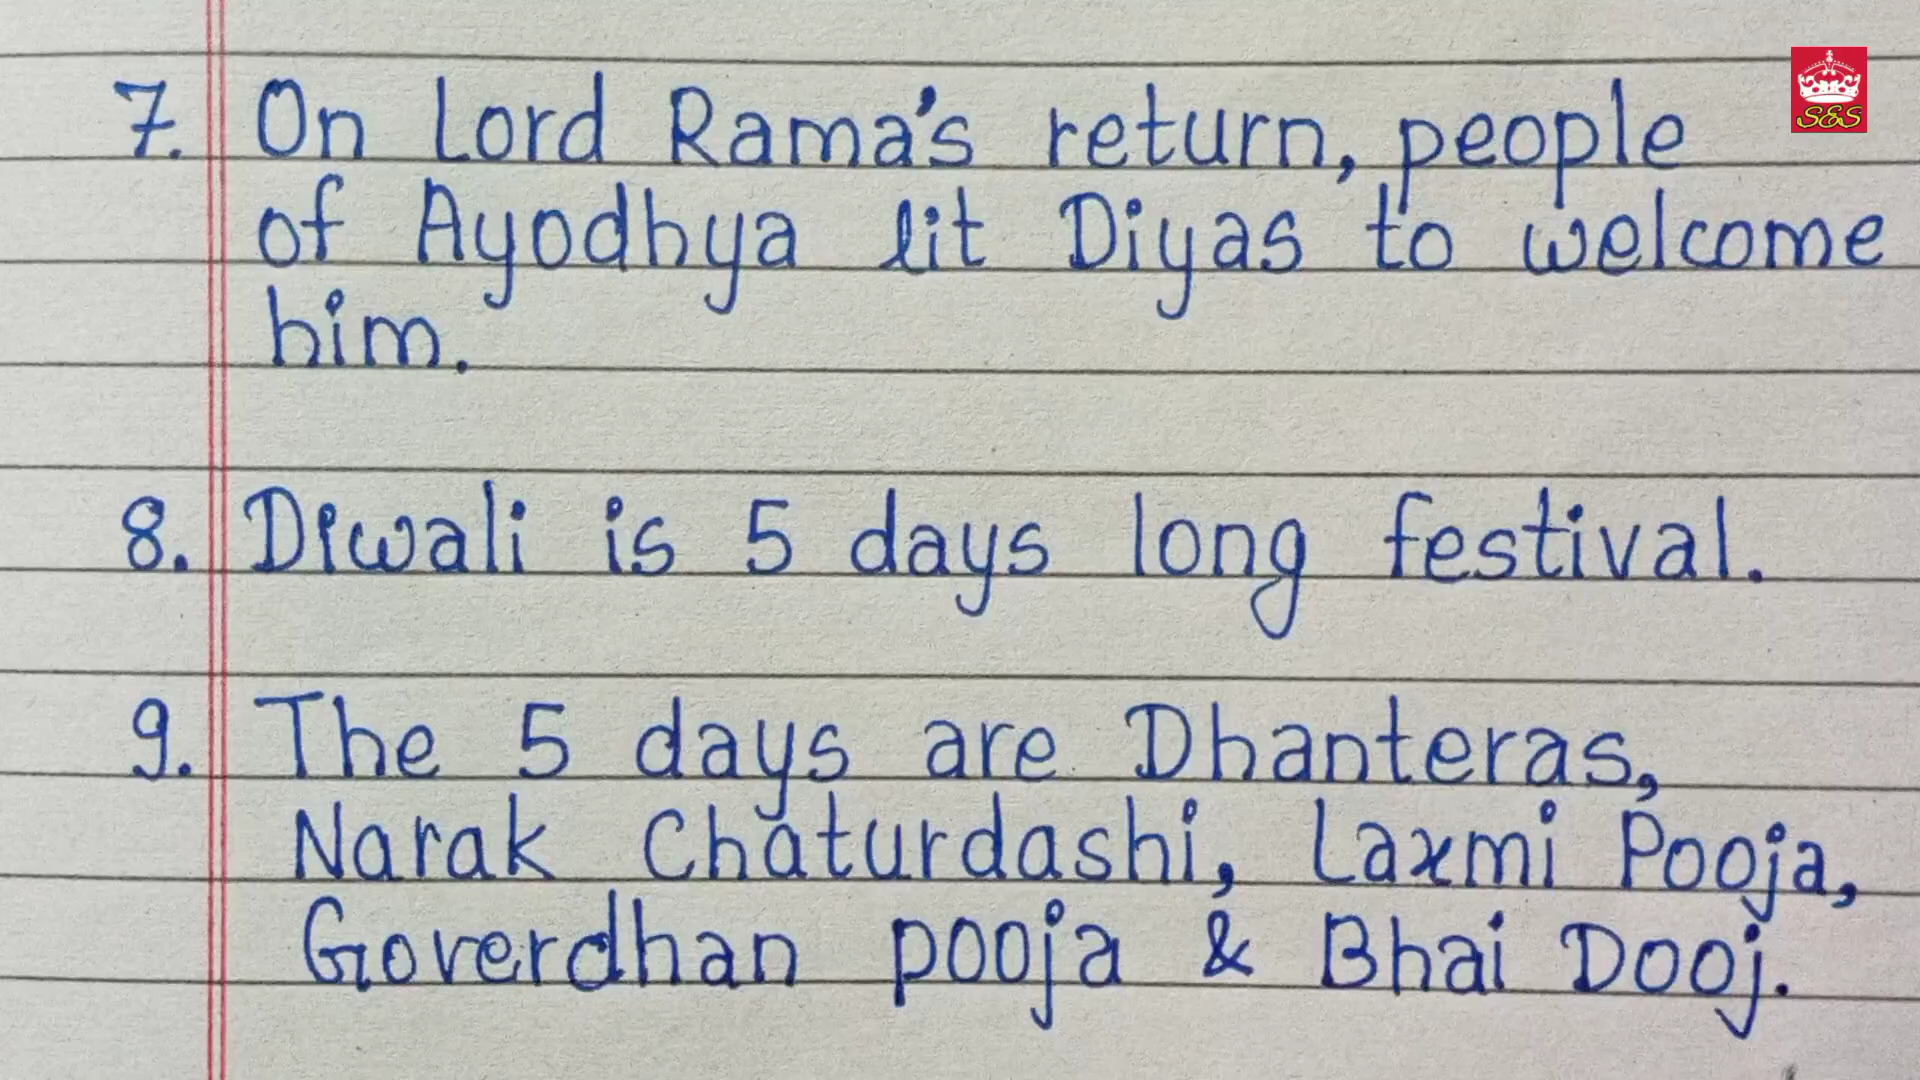 S&S
7. On Lord Rama's return, people
of Ayodhya lit Diyas to welcome
him.
8. Diwali is 5 days long festival.
9. The 5 days are Dhanteras,
Narak Chaturdashi, Laxmi Pooja,
Goverdhan pooja & Bhai Dooj.